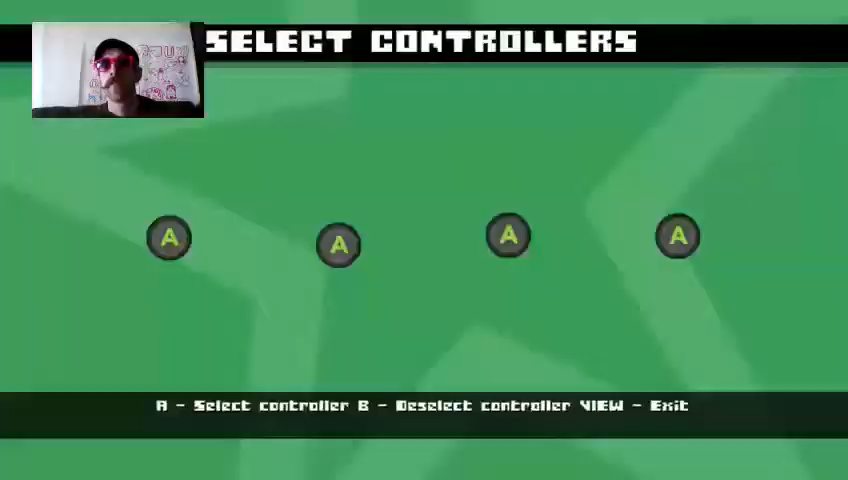 SELECT CONTROLLERS
A A A A
A - Select controller B - Deselect controller VIEW - Exit